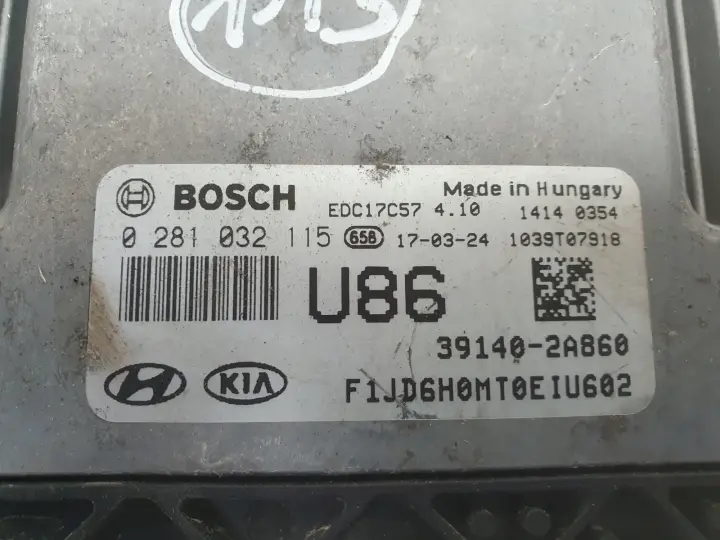 BOSCH
Made in Hungary
EDC17C57 4.10 1414 0354
0 281 032 115 658 17-03-24 1039T07918
U86
39140-2A860
KIA
F1JD6H0MT0EIU602